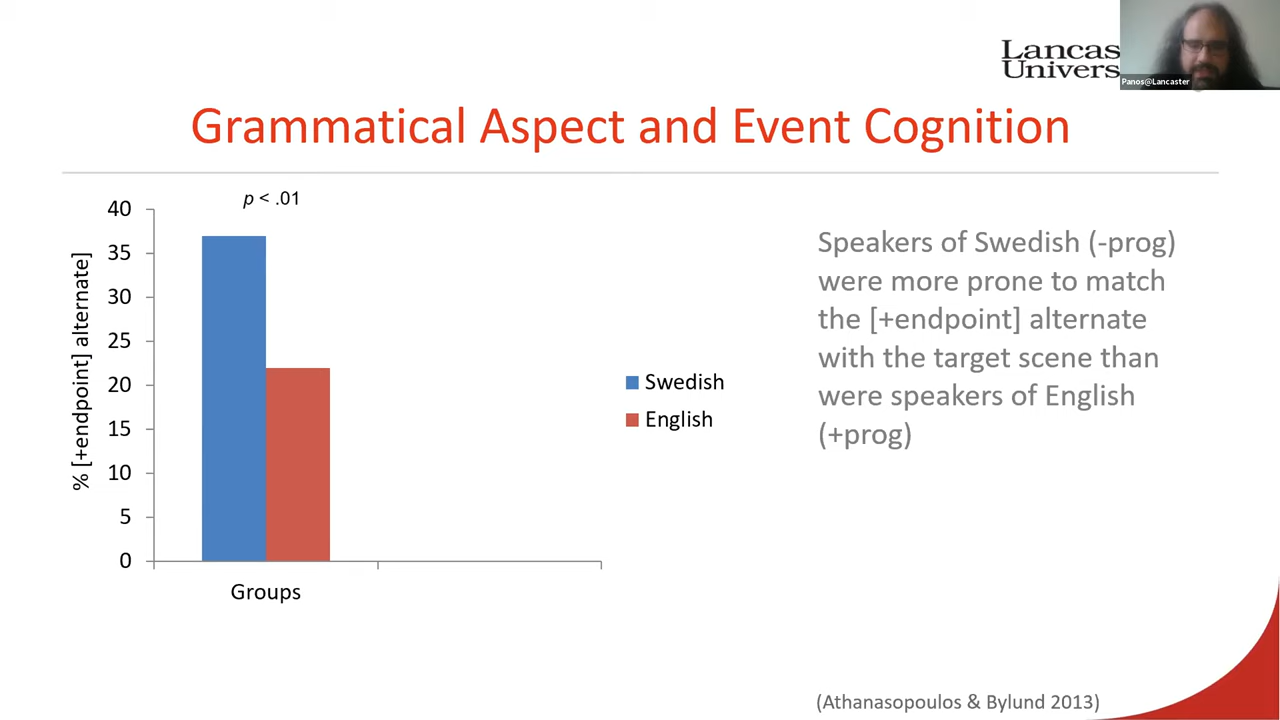 Lancas
Univers
Panos@Lancaster
Grammatical Aspect and Event Cognition
p < .01
40
35
30
25
20
15
10
5
0
% [+endpoint] alternate]
Groups
Swedish
English
Speakers of Swedish (-prog)
were more prone to match
the [+endpoint] alternate
with the target scene than
were speakers of English
(+prog)
(Athanasopoulos & Bylund 2013)